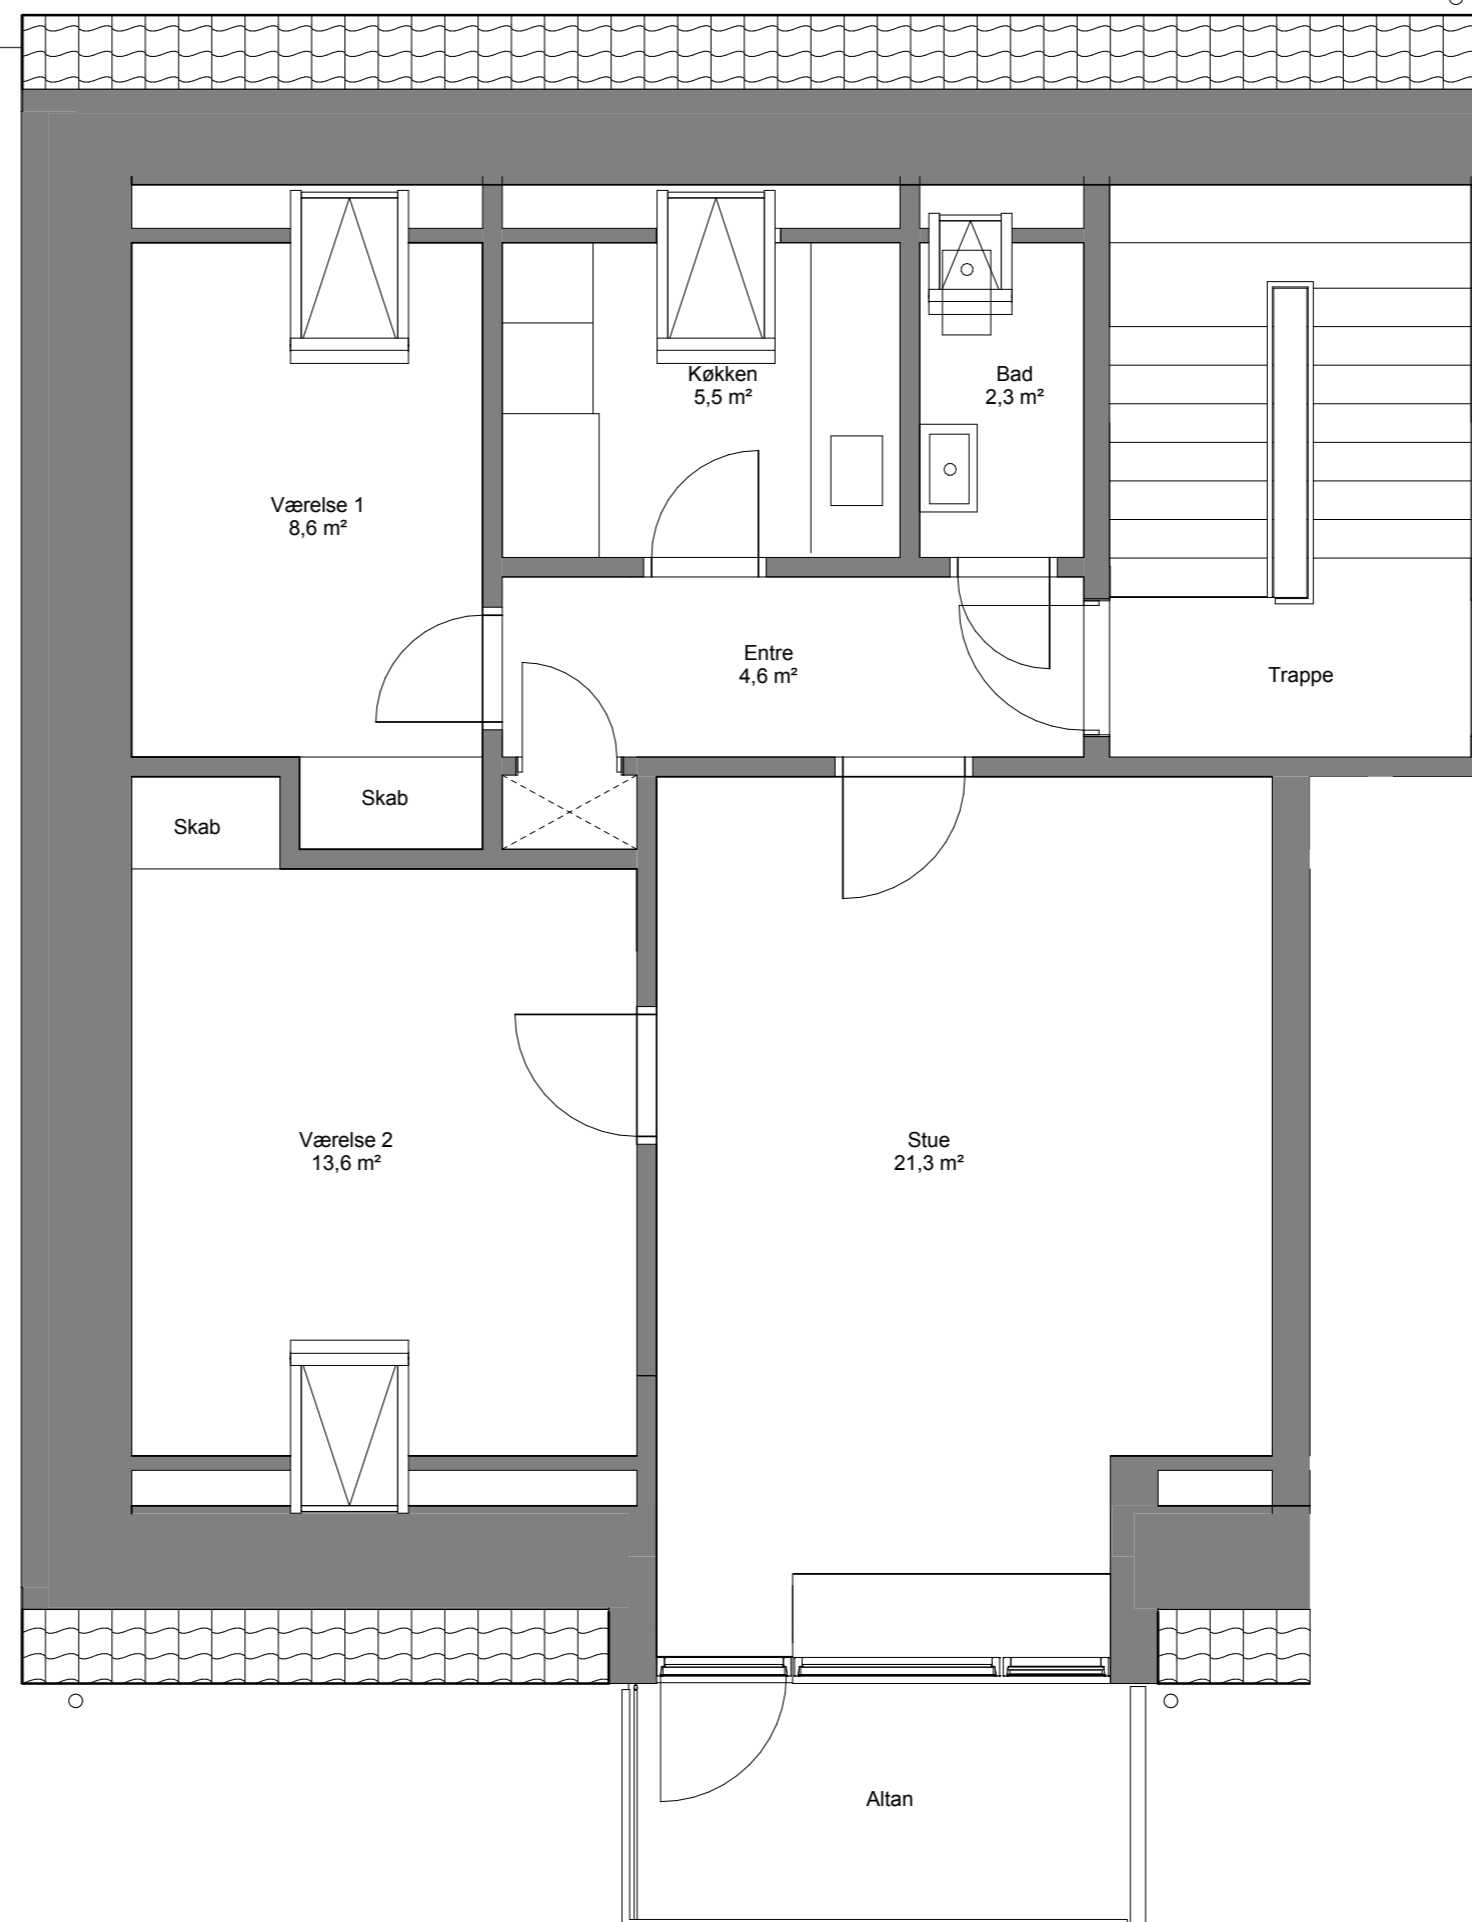 Køkken
5,5 m²
Bad
2,3 m²
Værelse 1
8,6 m²
Entre
4,6 m²
Trappe
Skab
Skab
Værelse 2
13,6 m²
Stue
21,3 m²
Altan